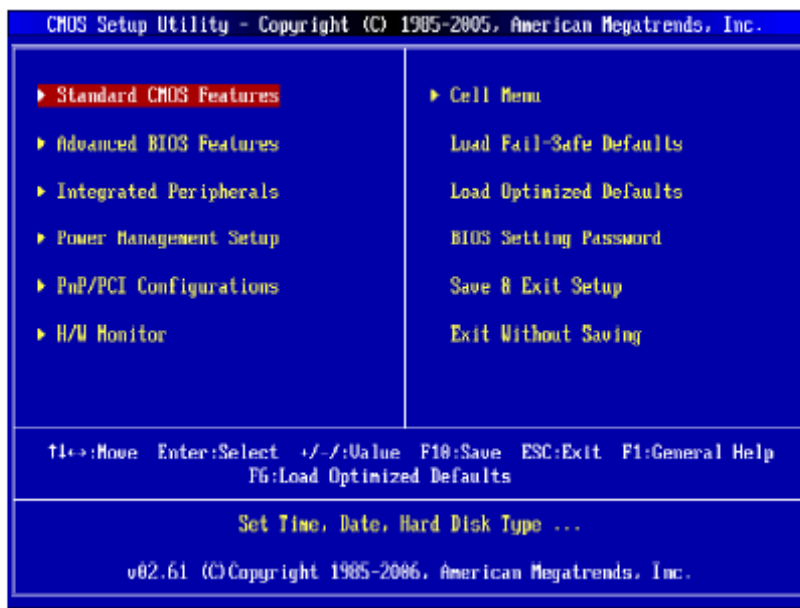 CMOS Setup Utility - Copyright (C) 1985-2005, American Megatrends, Inc.
▶ Standard CMOS Features
▶ Advanced BIOS Features
▶ Integrated Peripherals
▶ Power Management Setup
▶ PnP/PCI Configurations
▶ H/W Monitor
▶ Cell Menu
Load Fail-Safe Defaults
Load Optimized Defaults
BIOS Setting Password
Save & Exit Setup
Exit Without Saving
↑↓←→:Move Enter:Select +/-/:Value F10:Save ESC:Exit F1:General Help
F6:Load Optimized Defaults
Set Time, Date, Hard Disk Type ...
v02.61 (C)Copyright 1985-2006, American Megatrends, Inc.